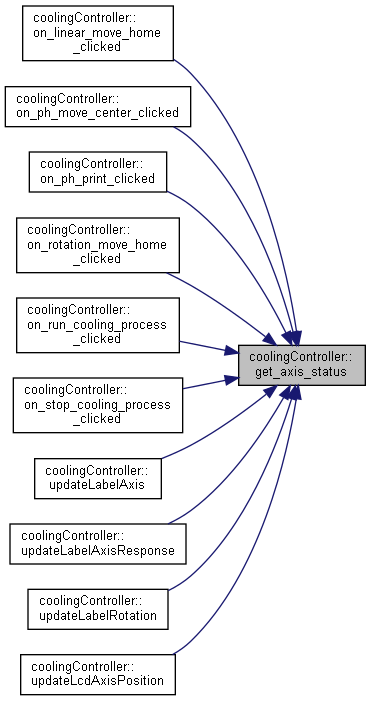 coolingController::
on_linear_move_home
_clicked
coolingController::
on_ph_move_center_clicked
coolingController::
on_ph_print_clicked
coolingController::
on_rotation_move_home
_clicked
coolingController::
on_run_cooling_process
_clicked
coolingController::
get_axis_status
coolingController::
on_stop_cooling_process
_clicked
coolingController::
updateLabelAxis
coolingController::
updateLabelAxisResponse
coolingController::
updateLabelRotation
coolingController::
updateLcdAxisPosition